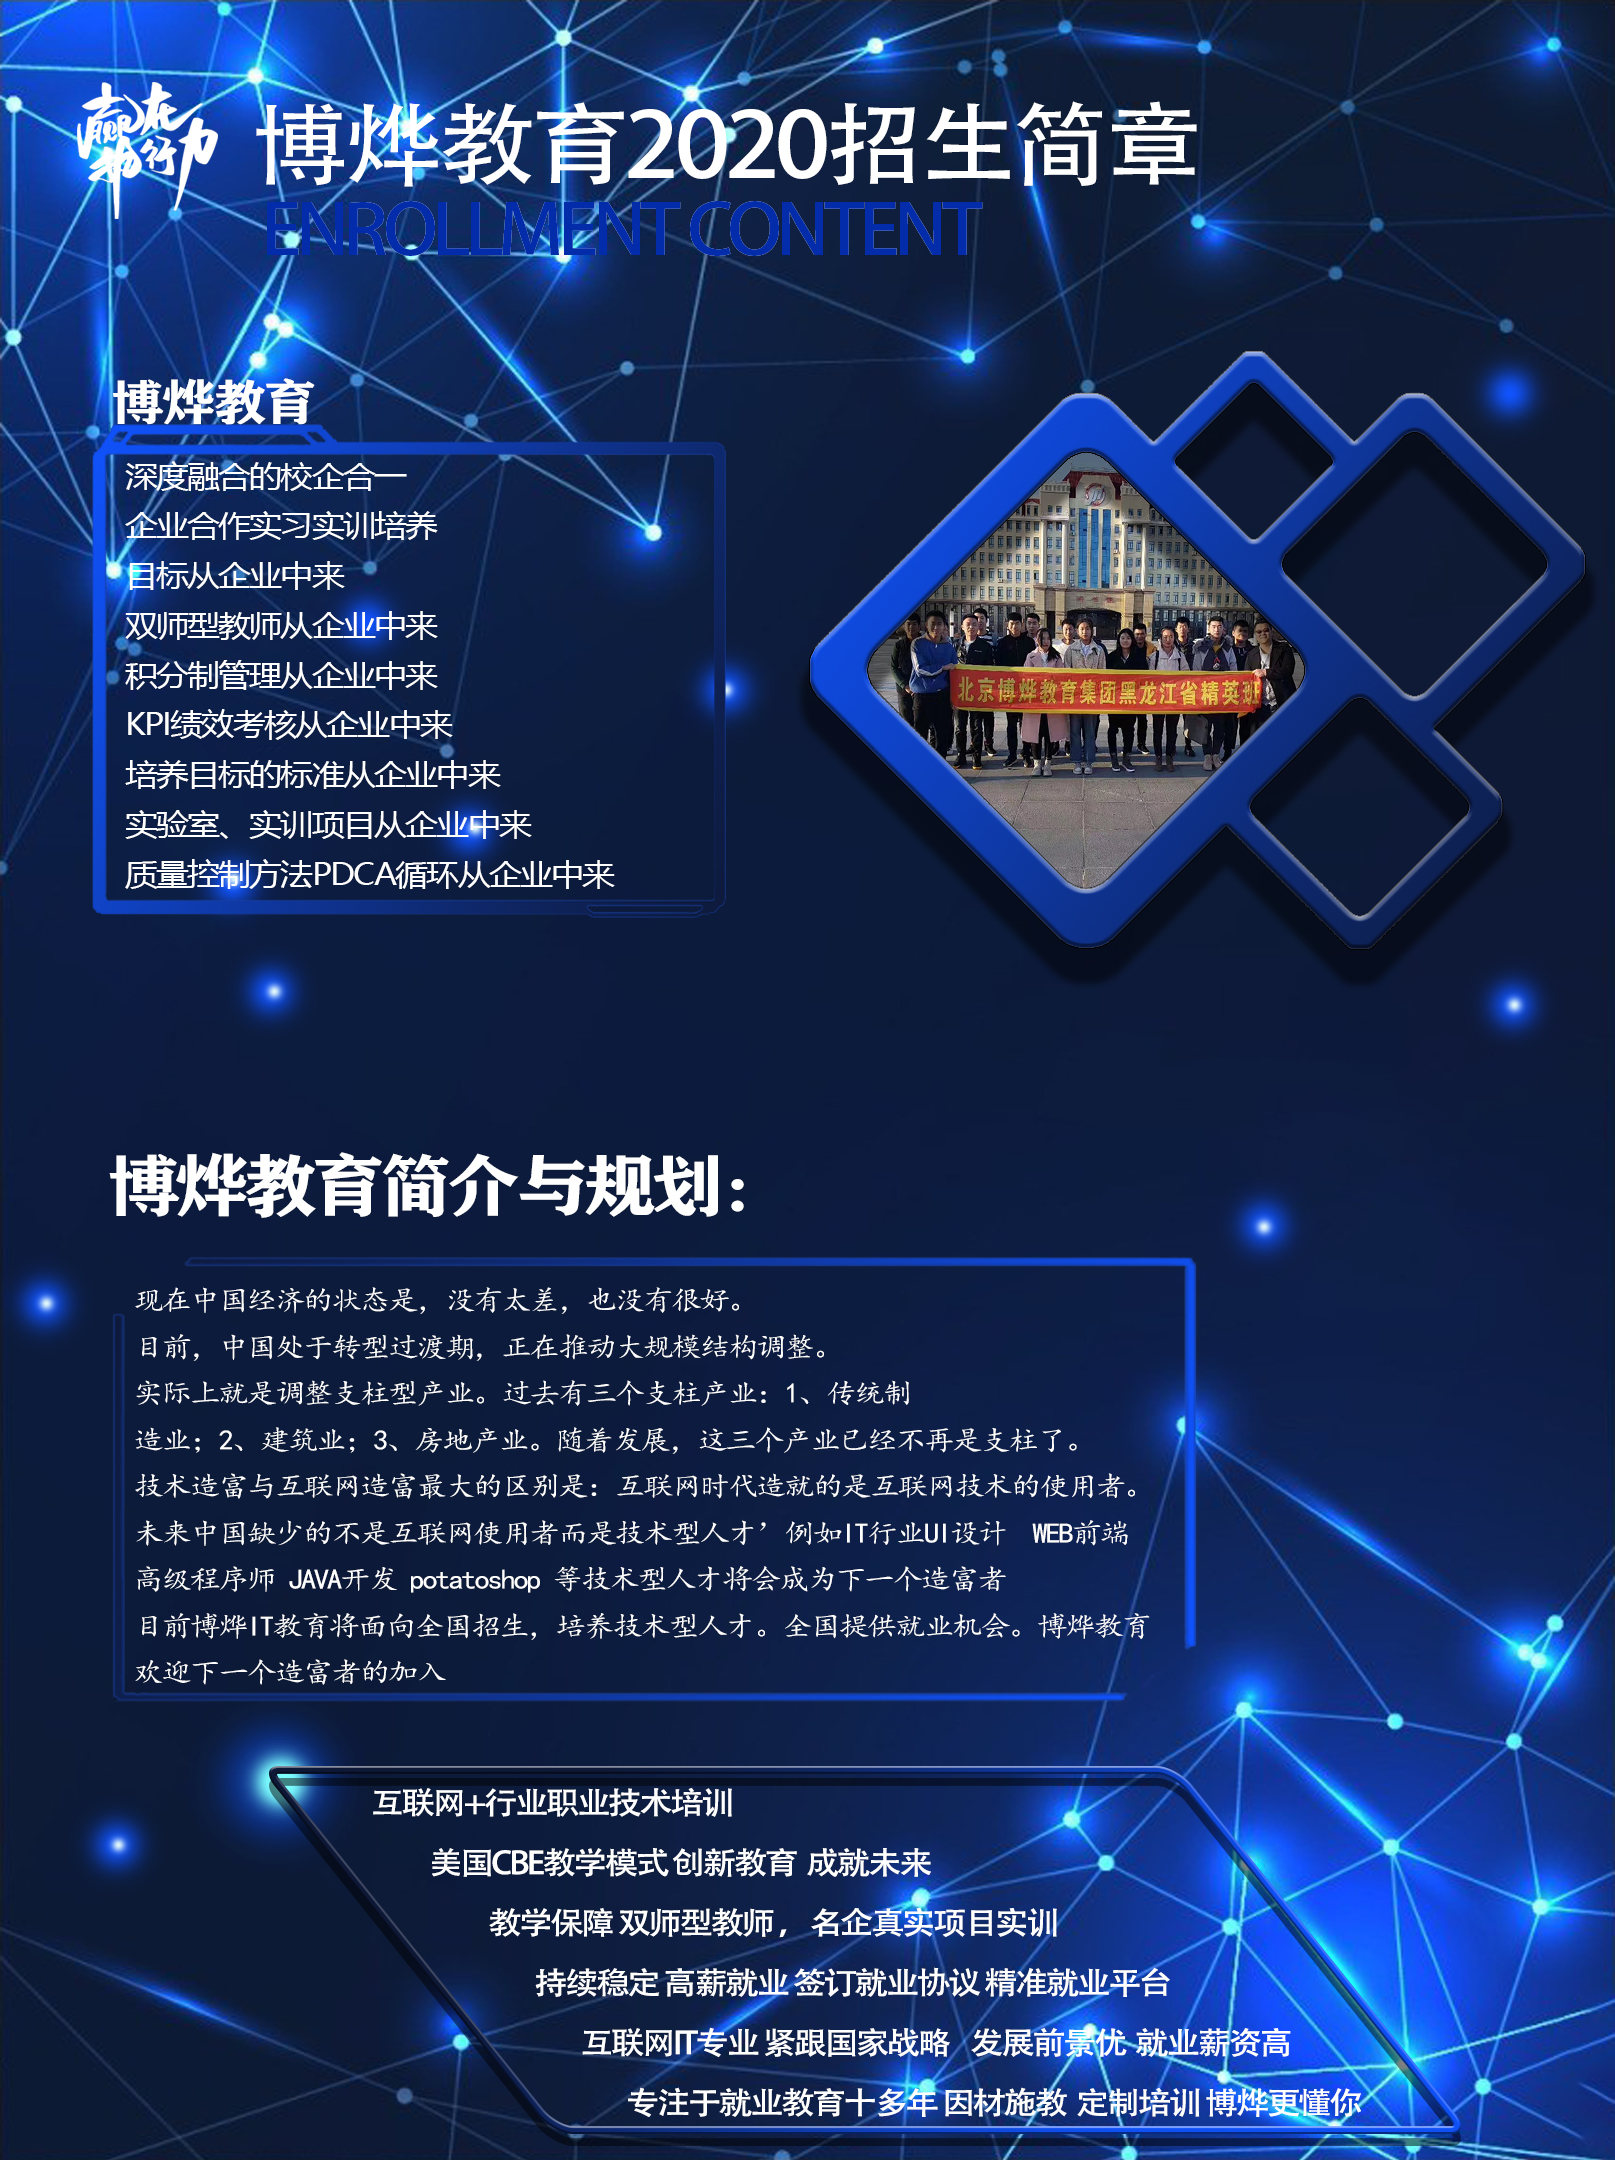 赢在执行力
博烨教育2020招生简章
ENROLLMENT CONTENT
博烨教育
深度融合的校企合一
企业合作实习实训培养
目标从企业中来
双师型教师从企业中来
积分制管理从企业中来
KPI绩效考核从企业中来
培养目标的标准从企业中来
实验室、实训项目从企业中来
质量控制方法PDCA循环从企业中来
北京博烨教育集团黑龙江省精英班
博烨教育简介与规划：
现在中国经济的状态是，没有太差，也没有很好。
目前，中国处于转型过渡期，正在推动大规模结构调整。
实际上就是调整支柱型产业。过去有三个支柱产业：1、传统制
造业；2、建筑业；3、房地产业。随着发展，这三个产业已经不再是支柱了。
技术造富与互联网造富最大的区别是：互联网时代造就的是互联网技术的使用者。
未来中国缺少的不是互联网使用者而是技术型人才’例如IT行业UI设计 WEB前端
高级程序师 JAVA开发 potatoshop 等技术型人才将会成为下一个造富者
目前博烨IT教育将面向全国招生，培养技术型人才。全国提供就业机会。博烨教育
欢迎下一个造富者的加入
互联网+行业职业技术培训
美国CBE教学模式 创新教育 成就未来
教学保障 双师型教师， 名企真实项目实训
持续稳定 高薪就业 签订就业协议 精准就业平台
互联网IT专业 紧跟国家战略 发展前景优 就业薪资高
专注于就业教育十多年 因材施教 定制培训 博烨更懂你